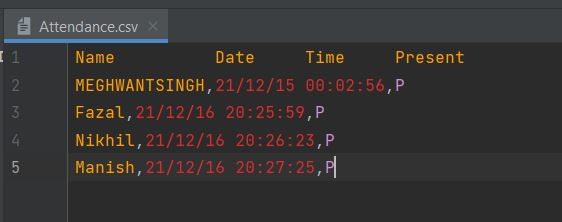 Attendance.csv
1 Name Date Time Present
2 MEGHWANTSINGH,21/12/15 00:02:56,P
3 Fazal,21/12/16 20:25:59,P
4 Nikhil,21/12/16 20:26:23,P
5 Manish,21/12/16 20:27:25,P